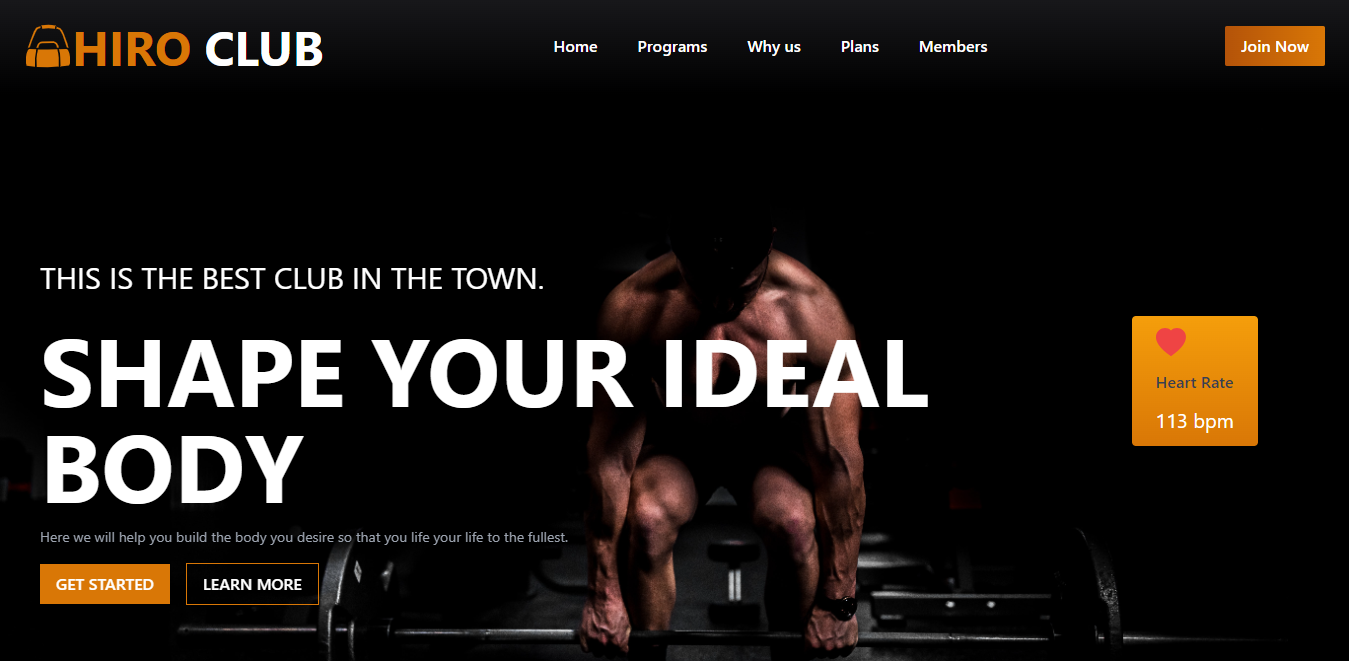 HIRO CLUB
Home
Programs
Why us
Plans
Members
Join Now
THIS IS THE BEST CLUB IN THE TOWN.
SHAPE YOUR IDEAL
BODY
Heart Rate
113 bpm
Here we will help you build the body you desire so that you life your life to the fullest.
GET STARTED
LEARN MORE